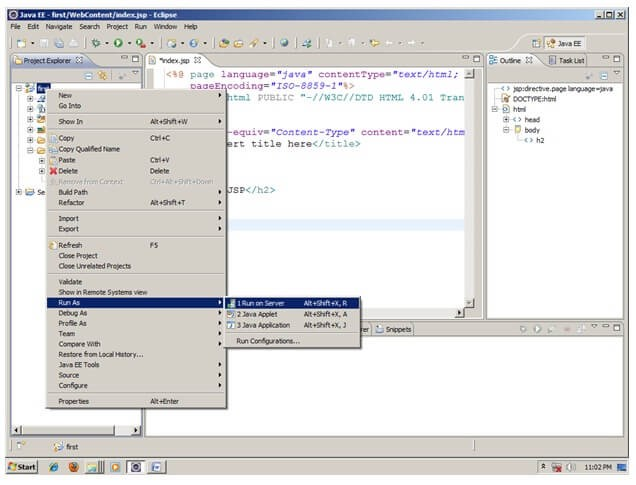 Java EE - first/WebContent/index.jsp - Eclipse
File Edit Navigate Search Project Run Window Help
Java EE
Project Explorer
*index.jsp
Outline
Task List
first
<%@ page language="java" contentType="text/html;
pageEncoding="ISO-8859-1"%>
html PUBLIC "-//W3C//DTD HTML 4.01 Tran
-equiv="Content-Type" content="text/htm
ert title here</title>
JSP</h2>
jsp:directive.page language=java
DOCTYPE:html
html
head
body
h2
Se
New
Go Into
Show In Alt+Shift+W
Copy Ctrl+C
Copy Qualified Name
Paste Ctrl+V
Delete Delete
Remove from Context Ctrl+Alt+Shift+Down
Build Path
Refactor Alt+Shift+T
Import
Export
Refresh F5
Close Project
Close Unrelated Projects
Validate
Show in Remote Systems view
Run As
Debug As
Profile As
Team
Compare With
Restore from Local History...
Java EE Tools
Source
Configure
Properties Alt+Enter
1 Run on Server Alt+Shift+X, R
2 Java Applet Alt+Shift+X, A
3 Java Application Alt+Shift+X, J
Run Configurations...
rer
Snippets
first
Start
11:02 PM